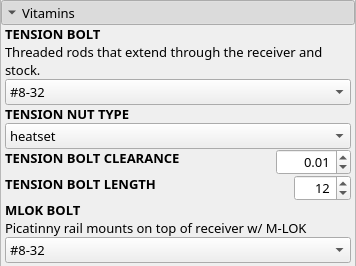 Vitamins
TENSION BOLT
Threaded rods that extend through the receiver and
stock.
#8-32
TENSION NUT TYPE
heatset
TENSION BOLT CLEARANCE 0.01
TENSION BOLT LENGTH 12
MLOK BOLT
Picatinny rail mounts on top of receiver w/ M-LOK
#8-32